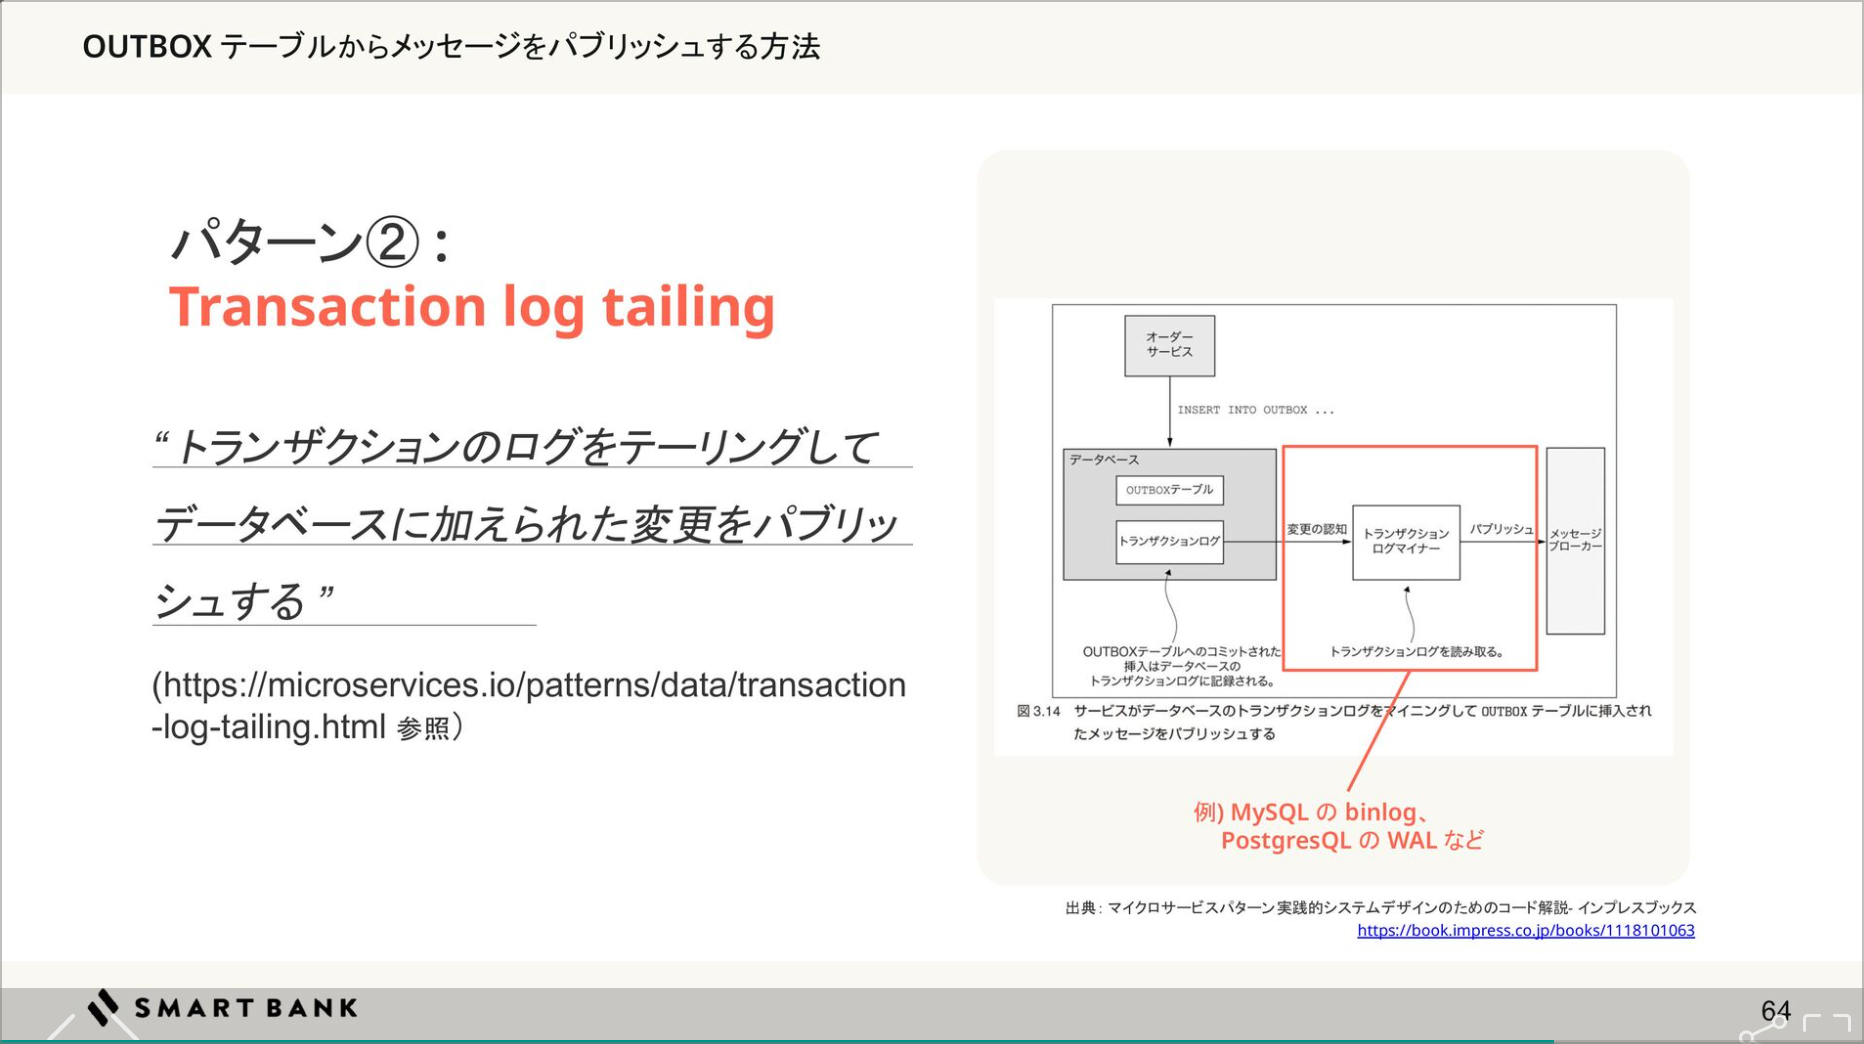 OUTBOX テーブルからメッセージをパブリッシュする方法
パターン②：
Transaction log tailing
“ トランザクションのログをテーリングして
データベースに加えられた変更をパブリッ
シュする ”
(https://microservices.io/patterns/data/transaction
-log-tailing.html 参照）
オーダー
サービス
INSERT INTO OUTBOX ...
データベース
OUTBOXテーブル
トランザクションログ
変更の認知
トランザクション
ログマイナー
パブリッシュ
メッセージ
ブローカー
OUTBOXテーブルへのコミットされた
挿入はデータベースの
トランザクションログに記録される。
トランザクションログを読み取る。
図 3.14 サービスがデータベースのトランザクションログをマイニングして OUTBOX テーブルに挿入され
たメッセージをパブリッシュする
例) MySQL の binlog、
PostgresQL の WAL など
出典 : マイクロサービスパターン 実践的システムデザインのためのコード解説- インプレスブックス
https://book.impress.co.jp/books/1118101063
SMART BANK
64